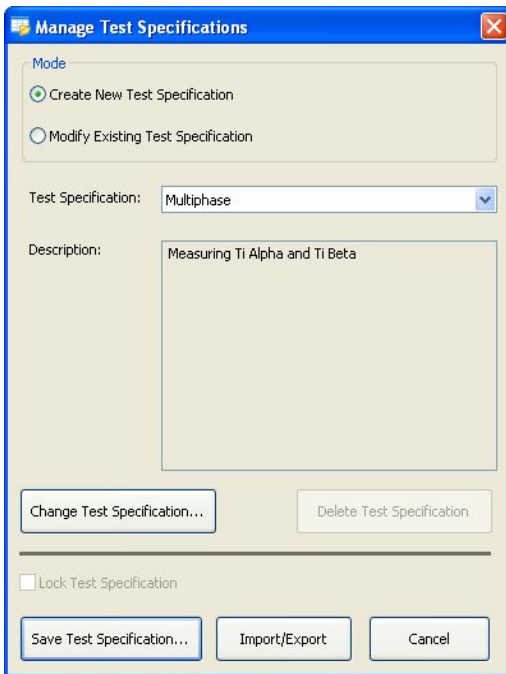 Manage Test Specifications
Mode
Create New Test Specification
Modify Existing Test Specification
Test Specification: Multiphase
Description: Measuring Ti Alpha and Ti Beta
Change Test Specification... Delete Test Specification
Lock Test Specification
Save Test Specification... Import/Export Cancel